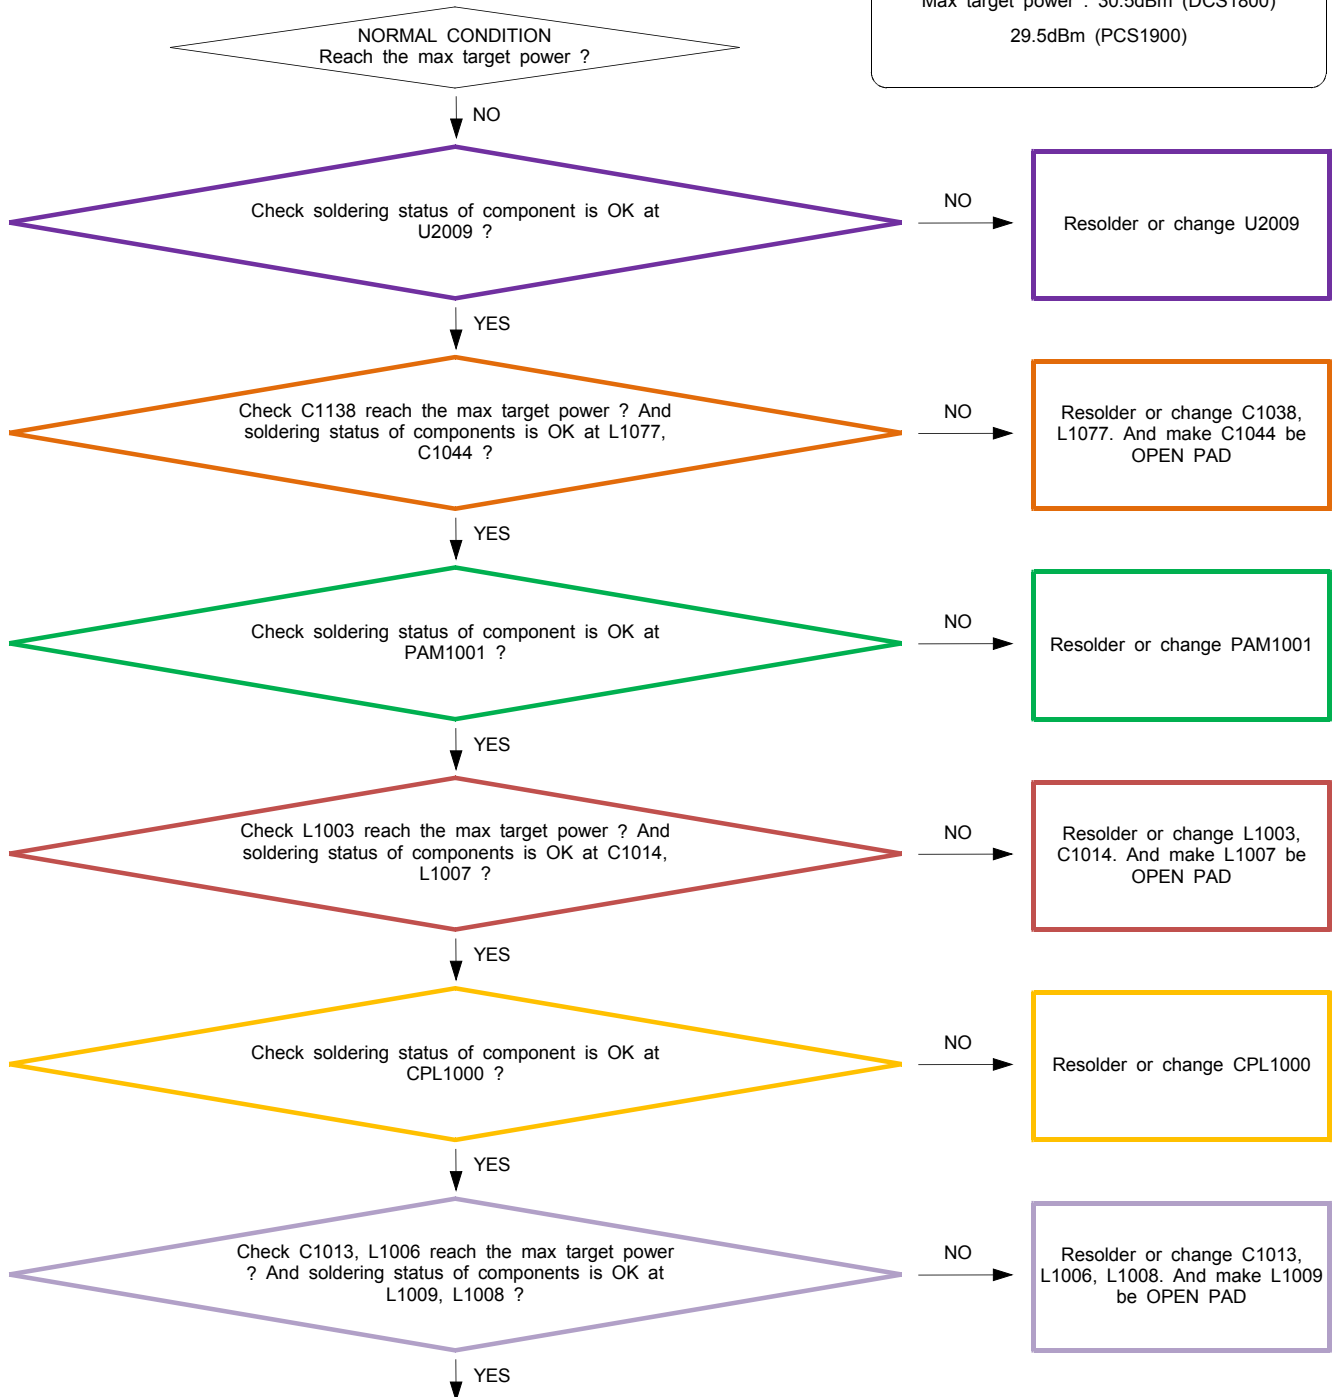 Max target power : 30.5dBm (DCS1800)
29.5dBm (PCS1900)
NORMAL CONDITION
Reach the max target power ?
NO
Check soldering status of component is OK at
U2009 ?
NO
Resolder or change U2009
YES
Check C1138 reach the max target power ? And
soldering status of components is OK at L1077,
C1044 ?
NO
Resolder or change C1038,
L1077. And make C1044 be
OPEN PAD
YES
Check soldering status of component is OK at
PAM1001 ?
NO
Resolder or change PAM1001
YES
Check L1003 reach the max target power ? And
soldering status of components is OK at C1014,
L1007 ?
NO
Resolder or change L1003,
C1014. And make L1007 be
OPEN PAD
YES
Check soldering status of component is OK at
CPL1000 ?
NO
Resolder or change CPL1000
YES
Check C1013, L1006 reach the max target power
? And soldering status of components is OK at
L1009, L1008 ?
NO
Resolder or change C1013,
L1006, L1008. And make L1009
be OPEN PAD
YES